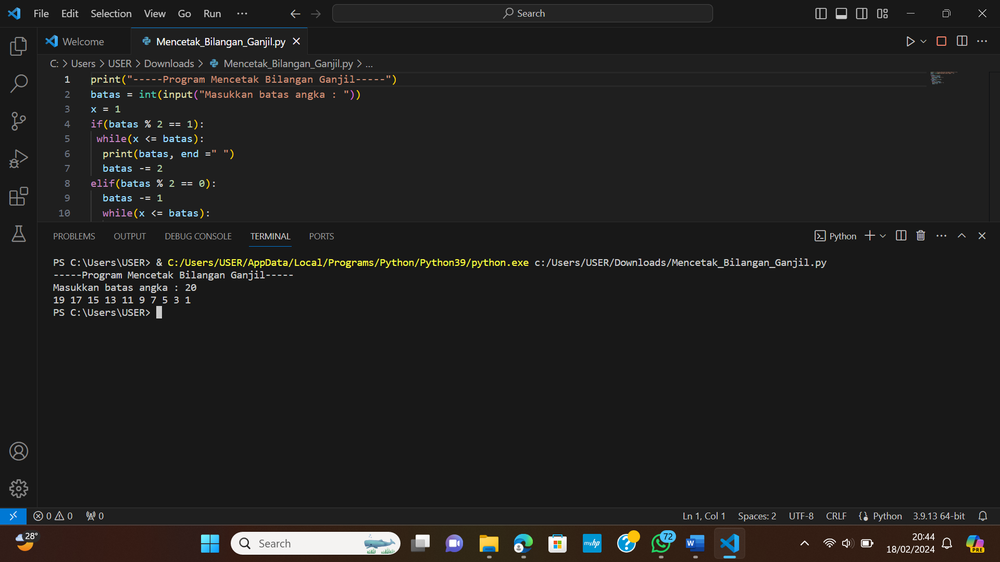 File Edit Selection View Go Run ··· Search
Welcome Mencetak_Bilangan_Ganjil.py
C: > Users > USER > Downloads > Mencetak_Bilangan_Ganjil.py > ...
1 print("-----Program Mencetak Bilangan Ganjil-----")
2 batas = int(input("Masukkan batas angka : "))
3 x = 1
4 if(batas % 2 == 1):
5 while(x <= batas):
6 print(batas, end =" ")
7 batas -= 2
8 elif(batas % 2 == 0):
9 batas -= 1
10 while(x <= batas):
PROBLEMS OUTPUT DEBUG CONSOLE TERMINAL PORTS Python
PS C:\Users\USER> & C:/Users/USER/AppData/Local/Programs/Python/Python39/python.exe c:/Users/USER/Downloads/Mencetak_Bilangan_Ganjil.py
-----Program Mencetak Bilangan Ganjil-----
Masukkan batas angka : 20
19 17 15 13 11 9 7 5 3 1
PS C:\Users\USER>
0 0 0 Ln 1, Col 1 Spaces: 2 UTF-8 CRLF Python 3.9.13 64-bit
28° Search myhp 72 W 20:44 PRE
18/02/2024